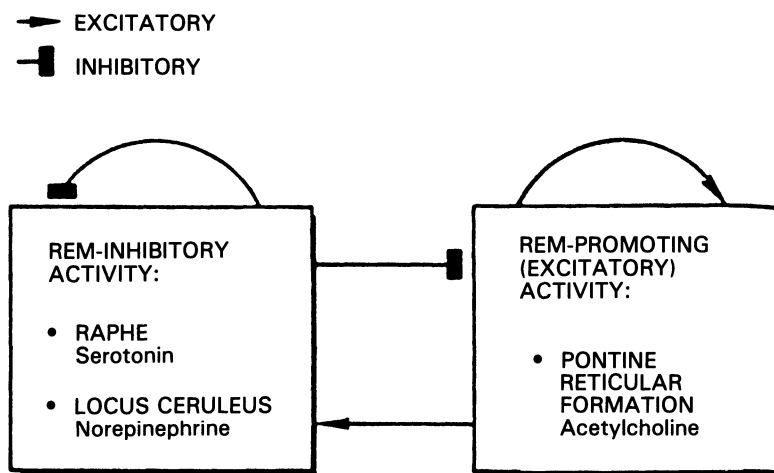 EXCITATORY
INHIBITORY
REM-INHIBITORY
ACTIVITY:
• RAPHE
Serotonin
• LOCUS CERULEUS
Norepinephrine
REM-PROMOTING
(EXCITATORY)
ACTIVITY:
• PONTINE
RETICULAR
FORMATION
Acetylcholine